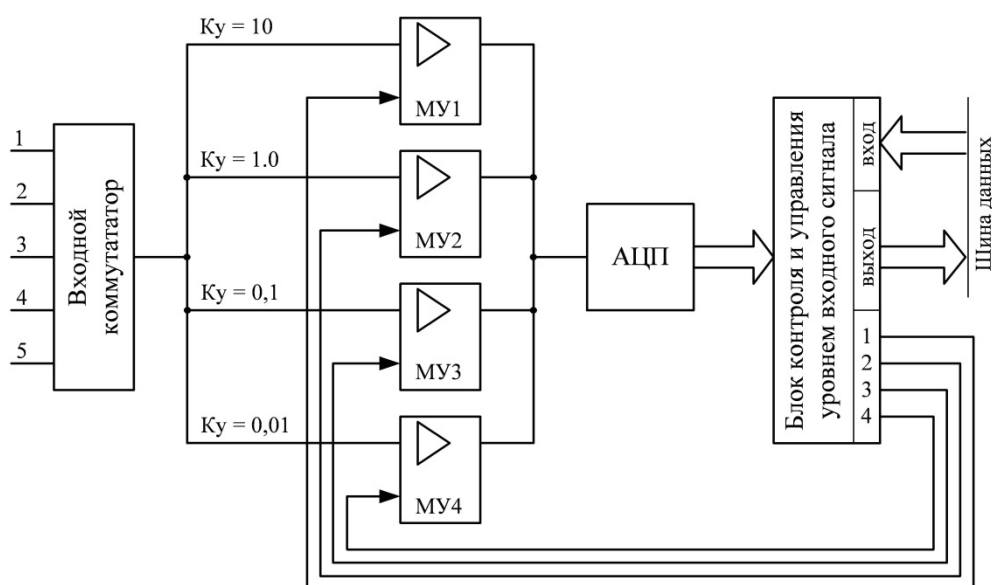 Ку = 10
МУ1
Ку = 1.0
МУ2
Ку = 0,1
МУ3
Ку = 0,01
МУ4
1
2
3
4
5
Входной
коммутататор
АЦП
Блок контроля и управления
уровнем входного сигнала
вход
выход
1
2
3
4
Шина данных